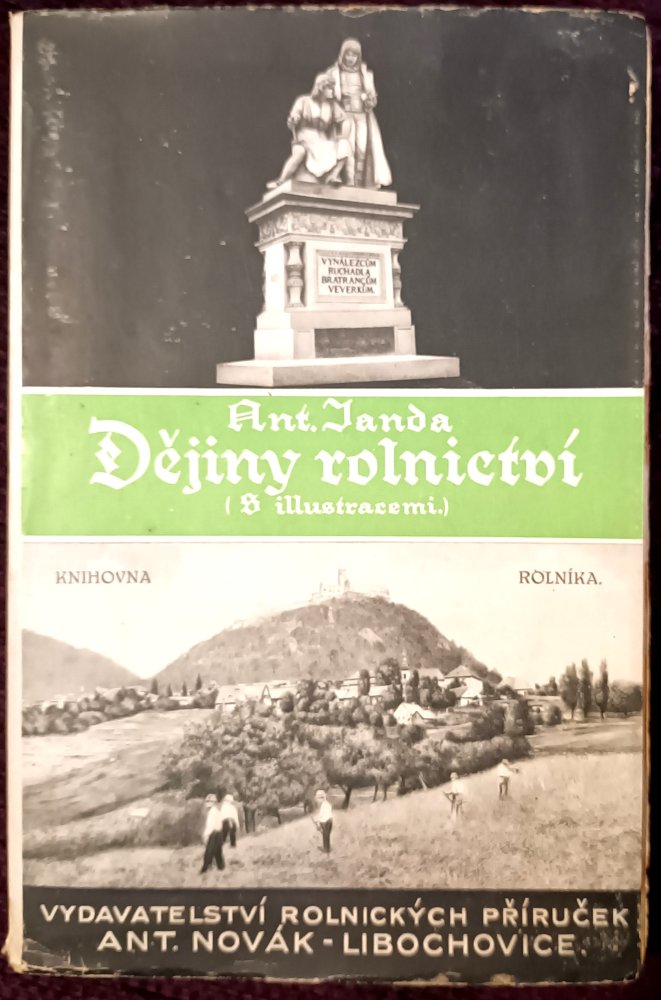 VYNÁLEZCŮM
RUCHADLA
BRATRANCŮM
VEVERKŮM.
Ant. Janda
Dějiny rolnictví
(S illustracemi.)
KNIHOVNA ROLNÍKA.
VYDAVATELSTVÍ ROLNICKÝCH PŘÍRUČEK
ANT. NOVÁK - LIBOCHOVICE.